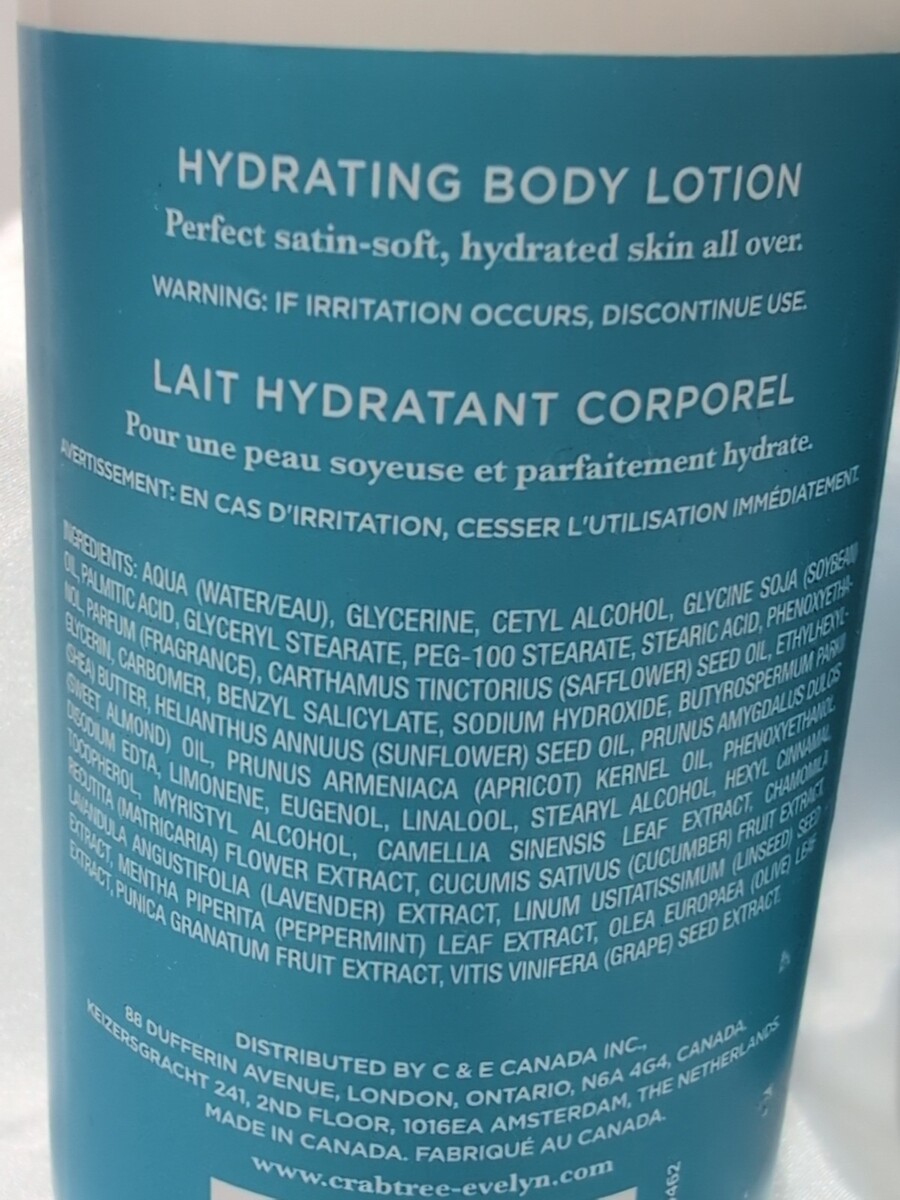 HYDRATING BODY LOTION
Perfect satin-soft, hydrated skin all over.
WARNING: IF IRRITATION OCCURS, DISCONTINUE USE.
LAIT HYDRATANT CORPOREL
Pour une peau soyeuse et parfaitement hydrate.
AVERTISSEMENT: EN CAS D'IRRITATION, CESSER L'UTILISATION IMMÉDIATEMENT.
INGREDIENTS: AQUA (WATER/EAU), GLYCERINE, CETYL ALCOHOL, GLYCINE SOJA (SOYBEAN)
OIL, PALMITIC ACID, GLYCERYL STEARATE, PEG-100 STEARATE, STEARIC ACID, PHENOXYETHA-
NOL, PARFUM (FRAGRANCE), CARTHAMUS TINCTORIUS (SAFFLOWER) SEED OIL, ETHYLHEXYL-
GLYCERIN, CARBOMER, BENZYL SALICYLATE, SODIUM HYDROXIDE, BUTYROSPERMUM PARKII
(SHEA) BUTTER, HELIANTHUS ANNUUS (SUNFLOWER) SEED OIL, PRUNUS AMYGDALUS DULCIS
(SWEET ALMOND) OIL, PRUNUS ARMENIACA (APRICOT) KERNEL OIL, PHENOXYETHANOL,
DISODIUM EDTA, LIMONENE, EUGENOL, LINALOOL, STEARYL ALCOHOL, HEXYL CINNAMAL,
TOCOPHEROL, MYRISTYL ALCOHOL, CAMELLIA SINENSIS LEAF EXTRACT, CHAMOMILLA
RECUTITA (MATRICARIA) FLOWER EXTRACT, CUCUMIS SATIVUS (CUCUMBER) FRUIT EXTRACT,
LAVANDULA ANGUSTIFOLIA (LAVENDER) EXTRACT, LINUM USITATISSIMUM (LINSEED) SEED
EXTRACT, MENTHA PIPERITA (PEPPERMINT) LEAF EXTRACT, OLEA EUROPAEA (OLIVE) LEAF
EXTRACT, PUNICA GRANATUM FRUIT EXTRACT, VITIS VINIFERA (GRAPE) SEED EXTRACT.
DISTRIBUTED BY C & E CANADA INC.,
88 DUFFERIN AVENUE, LONDON, ONTARIO, N6A 4G4, CANADA.
KEIZERSGRACHT 241, 2ND FLOOR, 1016EA AMSTERDAM, THE NETHERLANDS.
MADE IN CANADA. FABRIQUÉ AU CANADA.
www.crabtree-evelyn.com